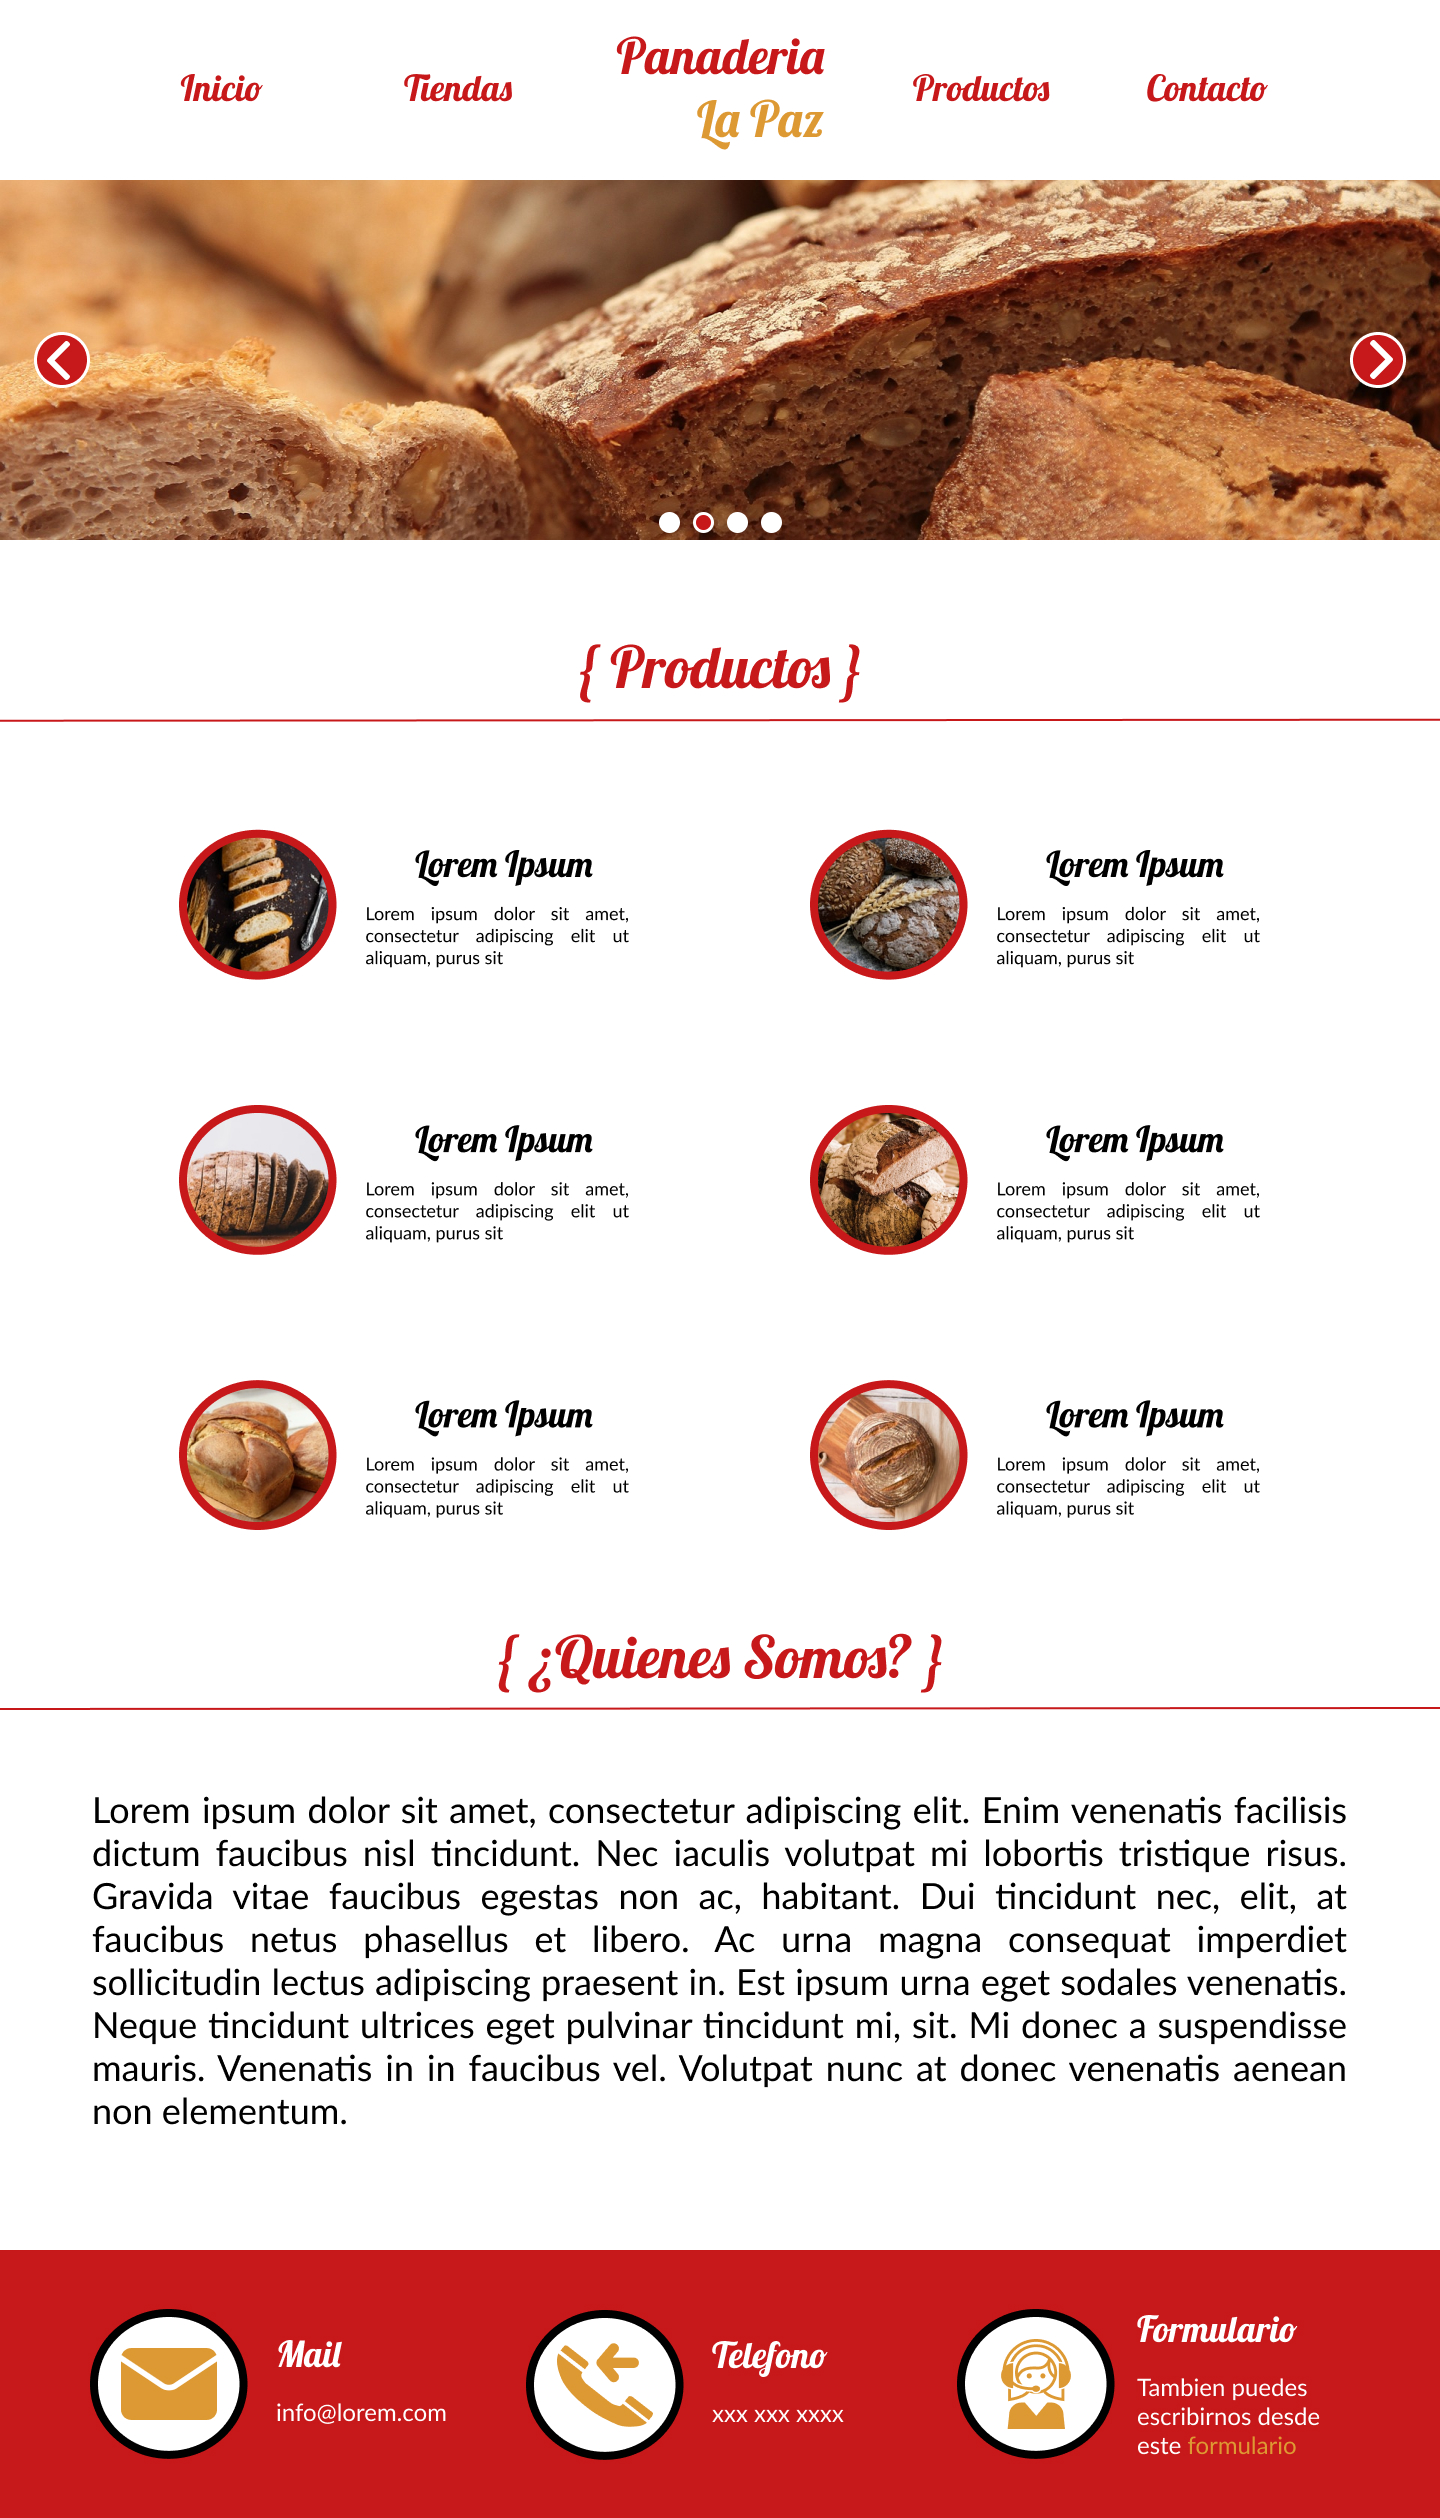 Inicio
Tiendas
Panaderia
La Paz
Productos
Contacto
{ Productos }
Lorem Ipsum
Lorem ipsum dolor sit amet,
consectetur adipiscing elit ut
aliquam, purus sit
Lorem Ipsum
Lorem ipsum dolor sit amet,
consectetur adipiscing elit ut
aliquam, purus sit
Lorem Ipsum
Lorem ipsum dolor sit amet,
consectetur adipiscing elit ut
aliquam, purus sit
Lorem Ipsum
Lorem ipsum dolor sit amet,
consectetur adipiscing elit ut
aliquam, purus sit
Lorem Ipsum
Lorem ipsum dolor sit amet,
consectetur adipiscing elit ut
aliquam, purus sit
Lorem Ipsum
Lorem ipsum dolor sit amet,
consectetur adipiscing elit ut
aliquam, purus sit
{ ¿Quienes Somos? }
Lorem ipsum dolor sit amet, consectetur adipiscing elit. Enim venenatis facilisis
dictum faucibus nisl tincidunt. Nec iaculis volutpat mi lobortis tristique risus.
Gravida vitae faucibus egestas non ac, habitant. Dui tincidunt nec, elit, at
faucibus netus phasellus et libero. Ac urna magna consequat imperdiet
sollicitudin lectus adipiscing praesent in. Est ipsum urna eget sodales venenatis.
Neque tincidunt ultrices eget pulvinar tincidunt mi, sit. Mi donec a suspendisse
mauris. Venenatis in in faucibus vel. Volutpat nunc at donec venenatis aenean
non elementum.
Mail
info@lorem.com
Telefono
xxx xxx xxxx
Formulario
Tambien puedes
escribirnos desde
este formulario